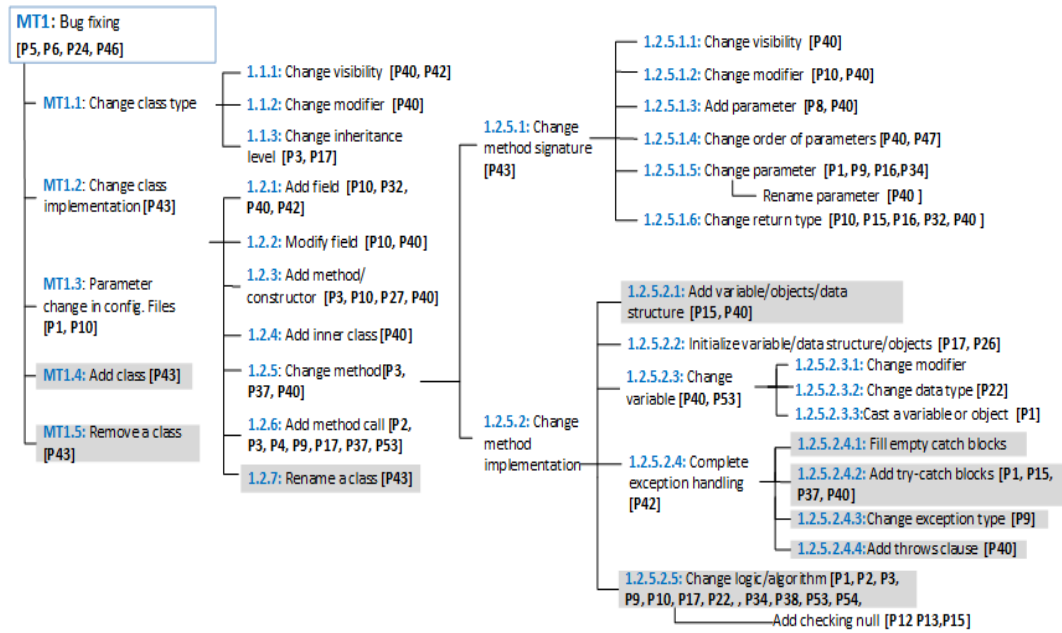 MT1: Bug fixing
[P5, P6, P24, P46]
MT1.1: Change class type
1.1.1: Change visibility [P40, P42]
1.1.2: Change modifier [P40]
1.1.3: Change inheritance
level [P3, P17]
MT1.2: Change class
implementation [P43]
1.2.1: Add field [P10, P32,
P40, P42]
1.2.2: Modify field [P10, P40]
1.2.3: Add method/
constructor [P3, P10, P27, P40]
1.2.4: Add inner class [P40]
1.2.5: Change method[P3,
P37, P40]
1.2.6: Add method call [P2,
P3, P4, P9, P17, P37, P53]
1.2.7: Rename a class [P43]
MT1.3: Parameter
change in config. Files
[P1, P10]
MT1.4: Add class [P43]
MT1.5: Remove a class
[P43]
1.2.5.1: Change
method signature
[P43]
1.2.5.1.1: Change visibility [P40]
1.2.5.1.2: Change modifier [P10, P40]
1.2.5.1.3: Add parameter [P8, P40]
1.2.5.1.4: Change order of parameters [P40, P47]
1.2.5.1.5: Change parameter [P1, P9, P16,P34]
Rename parameter [P40 ]
1.2.5.1.6: Change return type [P10, P15, P16, P32, P40 ]
1.2.5.2: Change
method
implementation
1.2.5.2.1: Add variable/objects/data
structure [P15, P40]
1.2.5.2.2: Initialize variable/data structure/objects [P17, P26]
1.2.5.2.3: Change
variable [P40, P53]
1.2.5.2.3.1: Change modifier
1.2.5.2.3.2: Change data type [P22]
1.2.5.2.3.3:Cast a variable or object [P1]
1.2.5.2.4: Complete
exception handling
[P42]
1.2.5.2.4.1: Fill empty catch blocks
1.2.5.2.4.2: Add try-catch blocks [P1, P15,
P37, P40]
1.2.5.2.4.3:Change exception type [P9]
1.2.5.2.4.4:Add throws clause [P40]
1.2.5.2.5: Change logic/algorithm [P1, P2, P3,
P9, P10, P17, P22, , P34, P38, P53, P54,
Add checking null [P12 P13,P15]